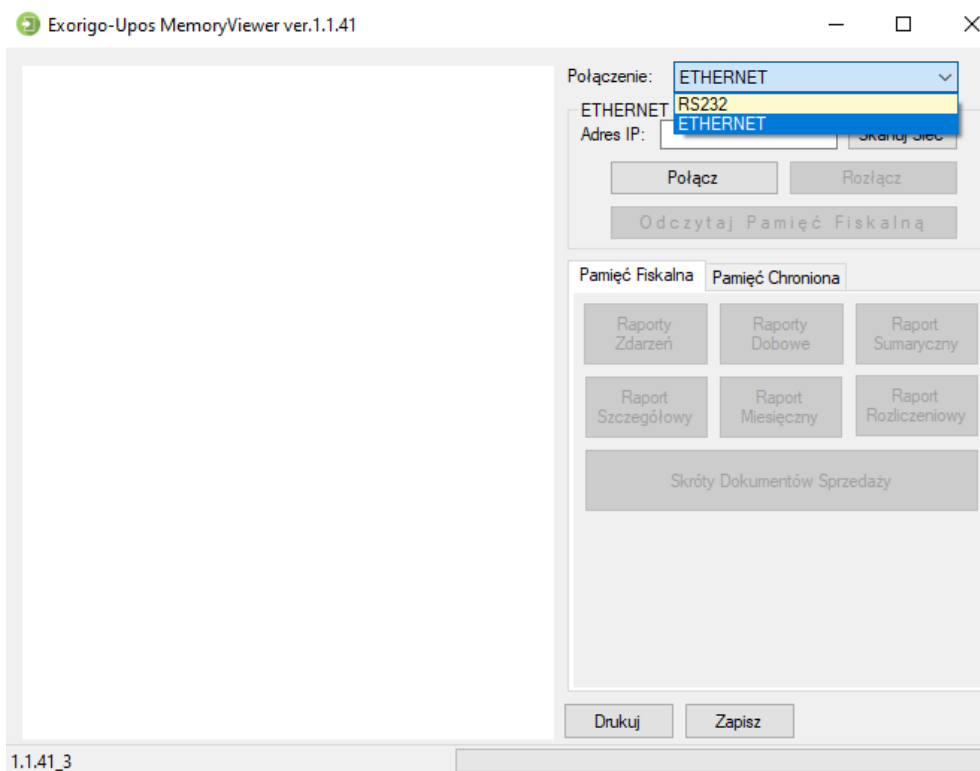 Exorigo-Upos MemoryViewer ver.1.1.41
Połączenie: ETHERNET
RS232
ETHERNET
ETHERNET
Adres IP: Skanuj Sieć
Połącz Rozłącz
Odczytaj Pamięć Fiskalną
Pamięć Fiskalna Pamięć Chroniona
Raporty Zdarzeń
Raporty Dobowe
Raport Sumaryczny
Raport Szczegółowy
Raport Miesięczny
Raport Rozliczeniowy
Skróty Dokumentów Sprzedaży
Drukuj Zapisz
1.1.41_3